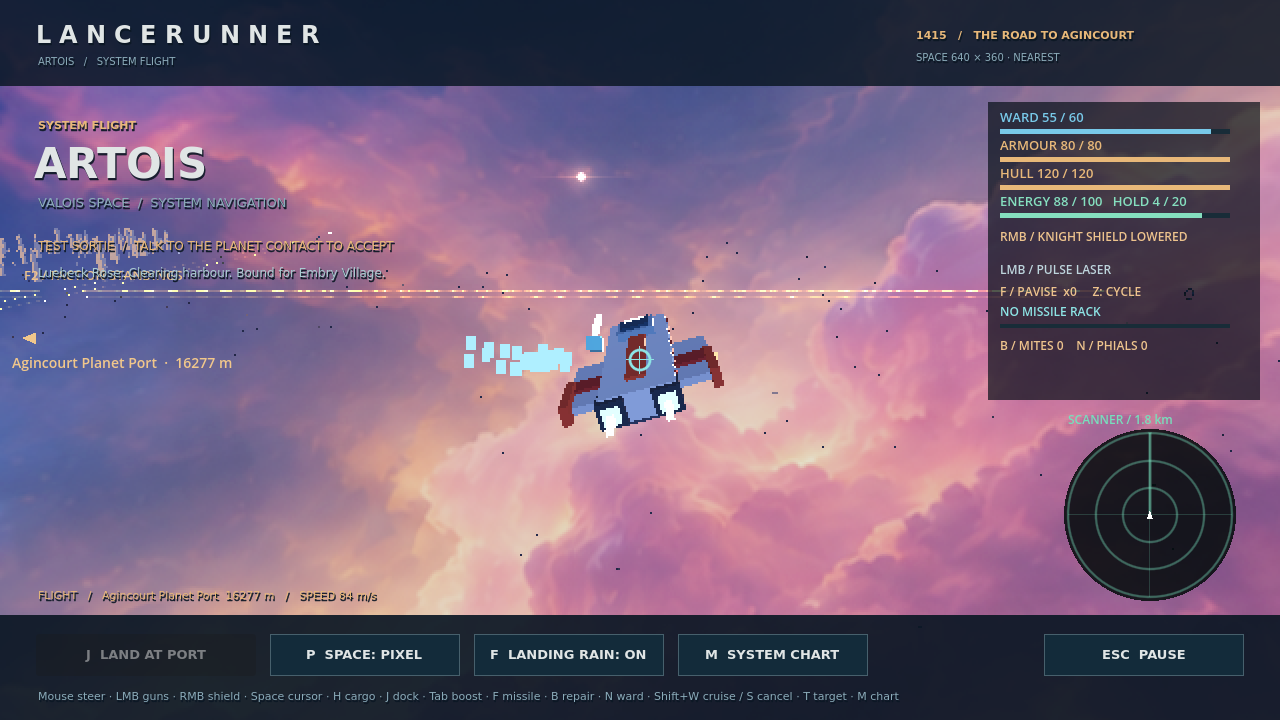 LANCERUNNER
ARTOIS / SYSTEM FLIGHT
1415 / THE ROAD TO AGINCOURT
SPACE 640 × 360 · NEAREST
SYSTEM FLIGHT
ARTOIS
VALOIS SPACE / SYSTEM NAVIGATION
TEST SORTIE / TALK TO THE PLANET CONTACT TO ACCEPT
Luebeck Rose: Clearing harbour. Bound for Embry Village.
Agincourt Planet Port · 16277 m
WARD 55 / 60
ARMOUR 80 / 80
HULL 120 / 120
ENERGY 88 / 100 HOLD 4 / 20
RMB / KNIGHT SHIELD LOWERED
LMB / PULSE LASER
F / PAVISE x0 Z: CYCLE
NO MISSILE RACK
B / MITES 0 N / PHIALS 0
SCANNER / 1.8 km
FLIGHT / Agincourt Planet Port 16277 m / SPEED 84 m/s
J LAND AT PORT
P SPACE: PIXEL
F LANDING RAIN: ON
M SYSTEM CHART
ESC PAUSE
Mouse steer · LMB guns · RMB shield · Space cursor · H cargo · J dock · Tab boost · F missile · B repair · N ward · Shift+W cruise / S cancel · T target · M chart